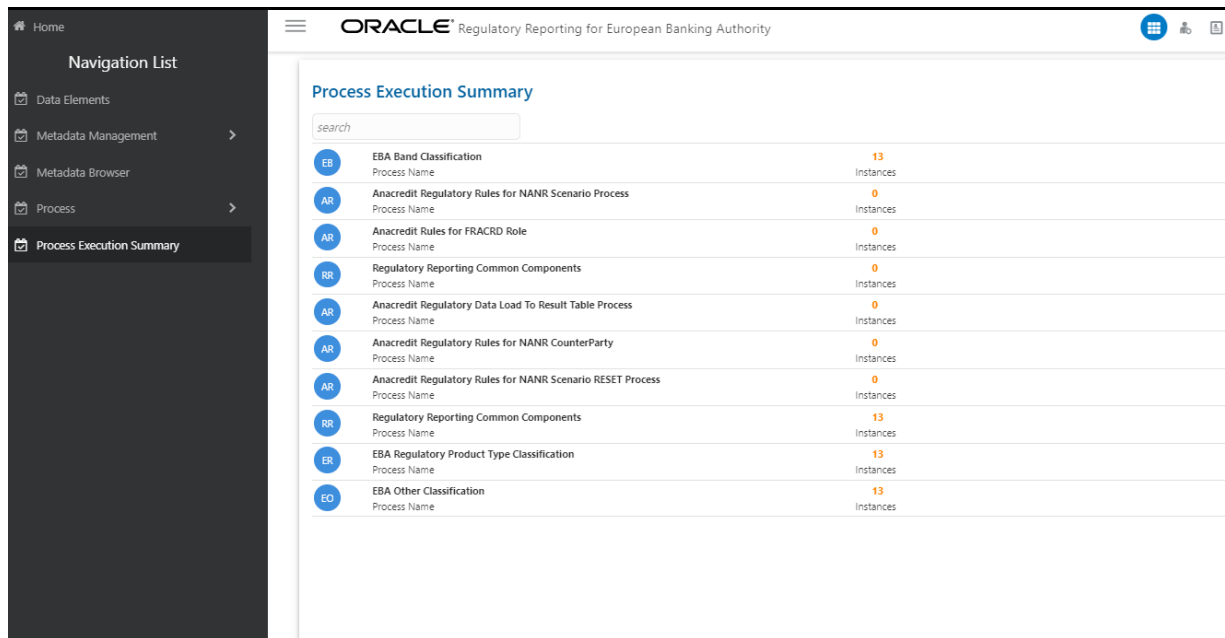 Home
Navigation List
Data Elements
Metadata Management
Metadata Browser
Process
Process Execution Summary
ORACLE® Regulatory Reporting for European Banking Authority
Process Execution Summary
search
EB EBA Band Classification 13
Process Name Instances
AR Anacredit Regulatory Rules for NANR Scenario Process 0
Process Name Instances
AR Anacredit Rules for FRACRD Role 0
Process Name Instances
RR Regulatory Reporting Common Components 0
Process Name Instances
AR Anacredit Regulatory Data Load To Result Table Process 0
Process Name Instances
AR Anacredit Regulatory Rules for NANR CounterParty 0
Process Name Instances
AR Anacredit Regulatory Rules for NANR Scenario RESET Process 0
Process Name Instances
RR Regulatory Reporting Common Components 13
Process Name Instances
ER EBA Regulatory Product Type Classification 13
Process Name Instances
EO EBA Other Classification 13
Process Name Instances